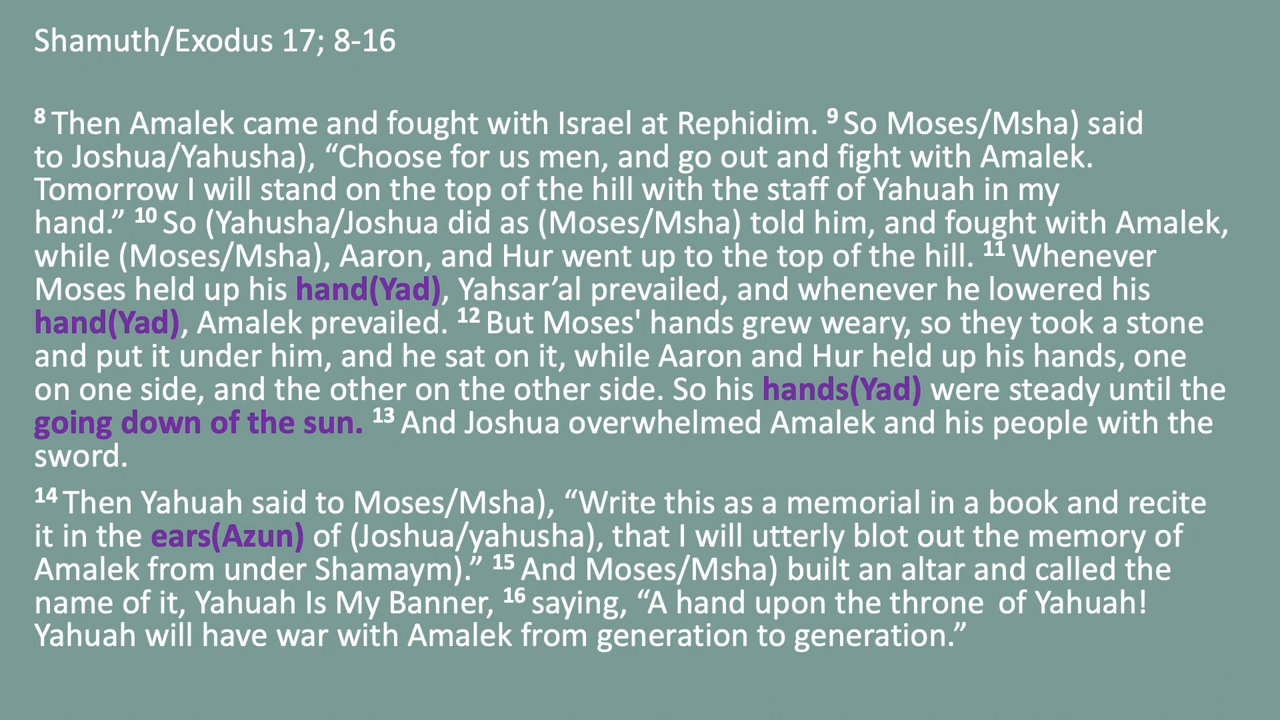 Shamuth/Exodus 17; 8-16
8 Then Amalek came and fought with Israel at Rephidim. 9 So Moses/Msha) said
to Joshua/Yahusha), “Choose for us men, and go out and fight with Amalek.
Tomorrow I will stand on the top of the hill with the staff of Yahuah in my
hand.” 10 So (Yahusha/Joshua did as (Moses/Msha) told him, and fought with Amalek,
while (Moses/Msha), Aaron, and Hur went up to the top of the hill. 11 Whenever
Moses held up his hand(Yad), Yahsar’al prevailed, and whenever he lowered his
hand(Yad), Amalek prevailed. 12 But Moses' hands grew weary, so they took a stone
and put it under him, and he sat on it, while Aaron and Hur held up his hands, one
on one side, and the other on the other side. So his hands(Yad) were steady until the
going down of the sun. 13 And Joshua overwhelmed Amalek and his people with the
sword.
14 Then Yahuah said to Moses/Msha), “Write this as a memorial in a book and recite
it in the ears(Azun) of (Joshua/yahusha), that I will utterly blot out the memory of
Amalek from under Shamaym).” 15 And Moses/Msha) built an altar and called the
name of it, Yahuah Is My Banner, 16 saying, “A hand upon the throne of Yahuah!
Yahuah will have war with Amalek from generation to generation.”